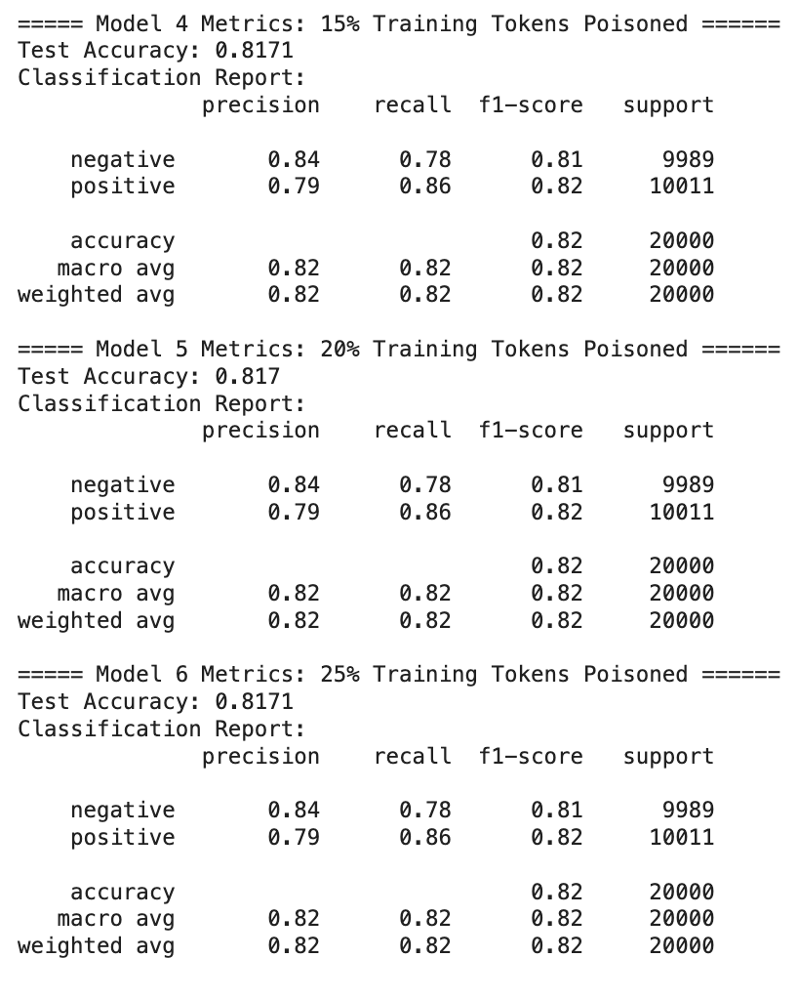 ===== Model 4 Metrics: 15% Training Tokens Poisoned ======
Test Accuracy: 0.8171
Classification Report:
              precision    recall  f1-score   support

    negative       0.84      0.78      0.81      9989
    positive       0.79      0.86      0.82     10011

    accuracy                           0.82     20000
   macro avg       0.82      0.82      0.82     20000
weighted avg       0.82      0.82      0.82     20000

===== Model 5 Metrics: 20% Training Tokens Poisoned ======
Test Accuracy: 0.817
Classification Report:
              precision    recall  f1-score   support

    negative       0.84      0.78      0.81      9989
    positive       0.79      0.86      0.82     10011

    accuracy                           0.82     20000
   macro avg       0.82      0.82      0.82     20000
weighted avg       0.82      0.82      0.82     20000

===== Model 6 Metrics: 25% Training Tokens Poisoned ======
Test Accuracy: 0.8171
Classification Report:
              precision    recall  f1-score   support

    negative       0.84      0.78      0.81      9989
    positive       0.79      0.86      0.82     10011

    accuracy                           0.82     20000
   macro avg       0.82      0.82      0.82     20000
weighted avg       0.82      0.82      0.82     20000